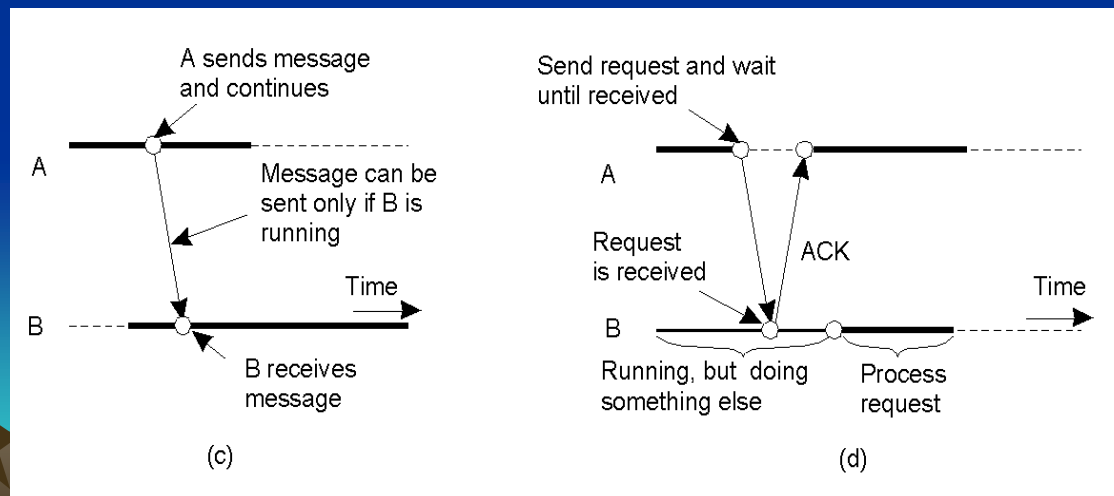 A sends message
and continues
A
Message can be
sent only if B is
running
Time
B
B receives
message
(c)
Send request and wait
until received
A
Request
is received
ACK
Time
B
Running, but doing
something else
Process
request
(d)